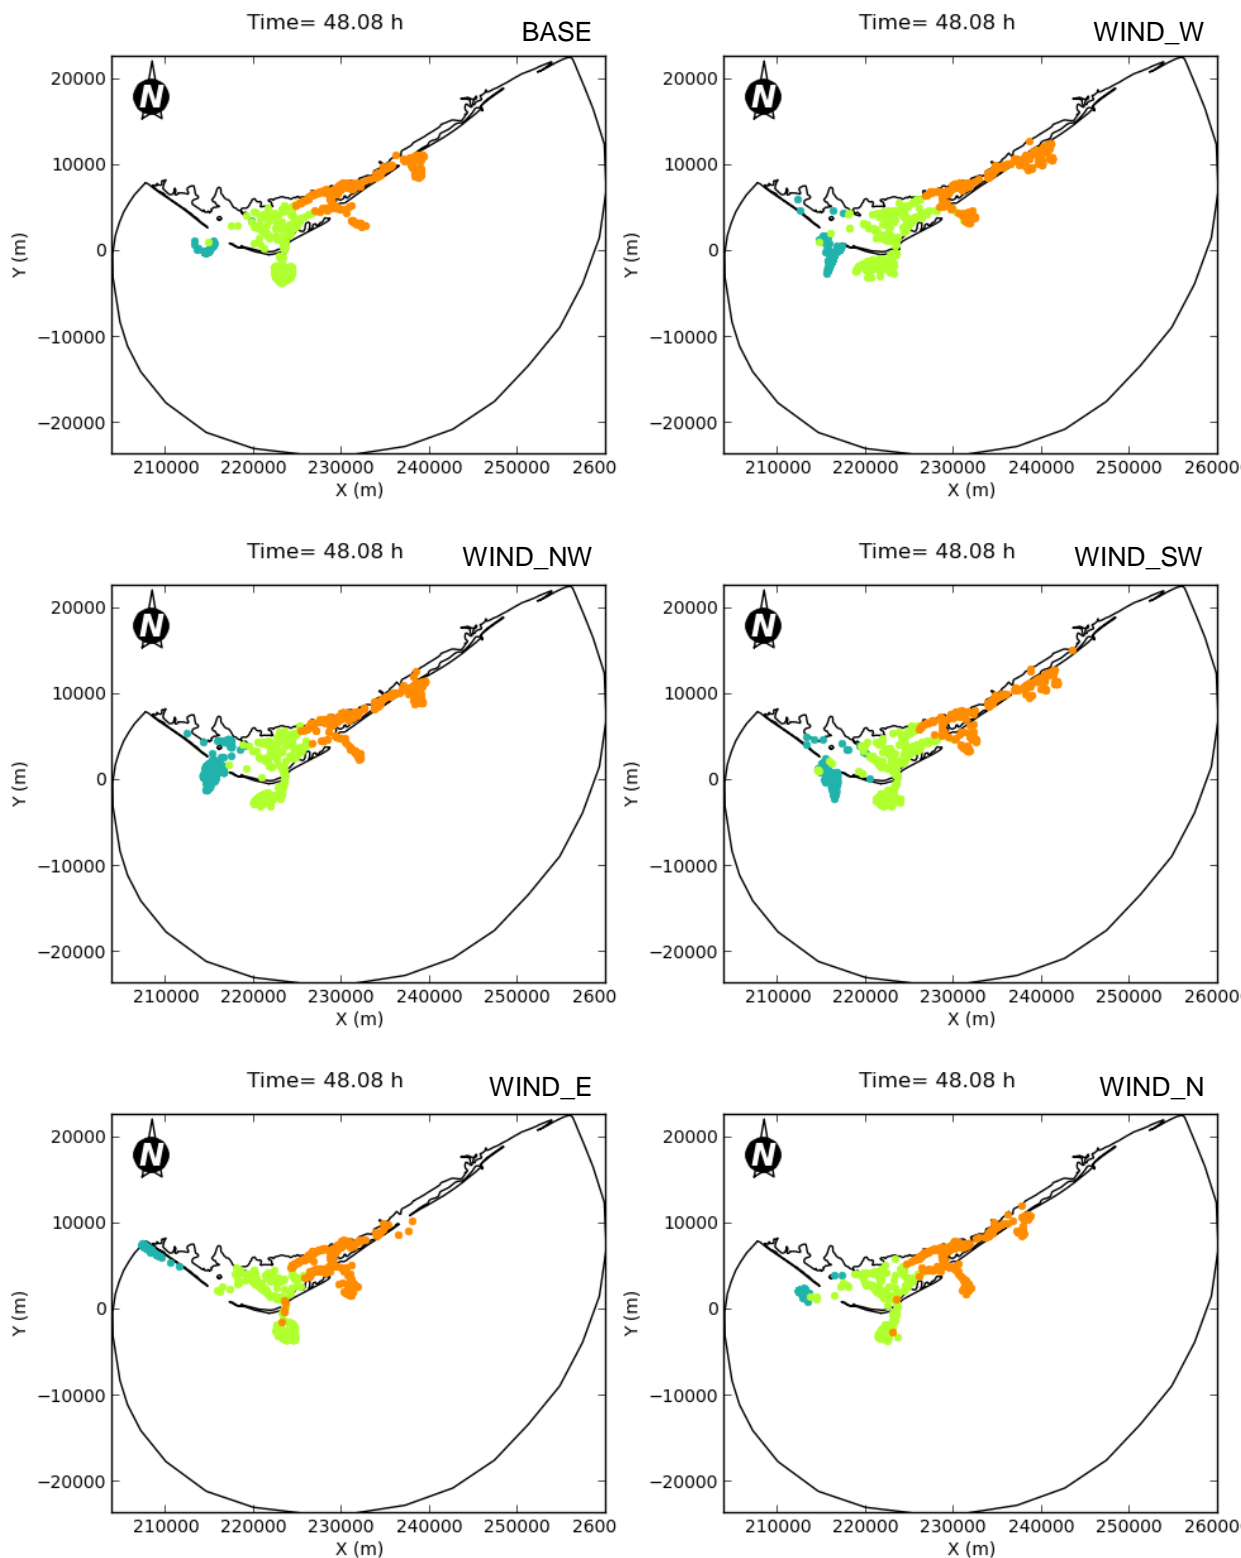 Time= 48.08 h BASE
N
20000
10000
0
−10000
−20000
Y (m)
210000 220000 230000 240000 250000 2600
X (m)
Time= 48.08 h WIND_W
N
20000
10000
0
−10000
−20000
Y (m)
210000 220000 230000 240000 250000 26000
X (m)
Time= 48.08 h WIND_NW
N
20000
10000
0
−10000
−20000
Y (m)
210000 220000 230000 240000 250000 2600
X (m)
Time= 48.08 h WIND_SW
N
20000
10000
0
−10000
−20000
Y (m)
210000 220000 230000 240000 250000 26000
X (m)
Time= 48.08 h WIND_E
N
20000
10000
0
−10000
−20000
Y (m)
210000 220000 230000 240000 250000 2600
X (m)
Time= 48.08 h WIND_N
N
20000
10000
0
−10000
−20000
Y (m)
210000 220000 230000 240000 250000 26000
X (m)